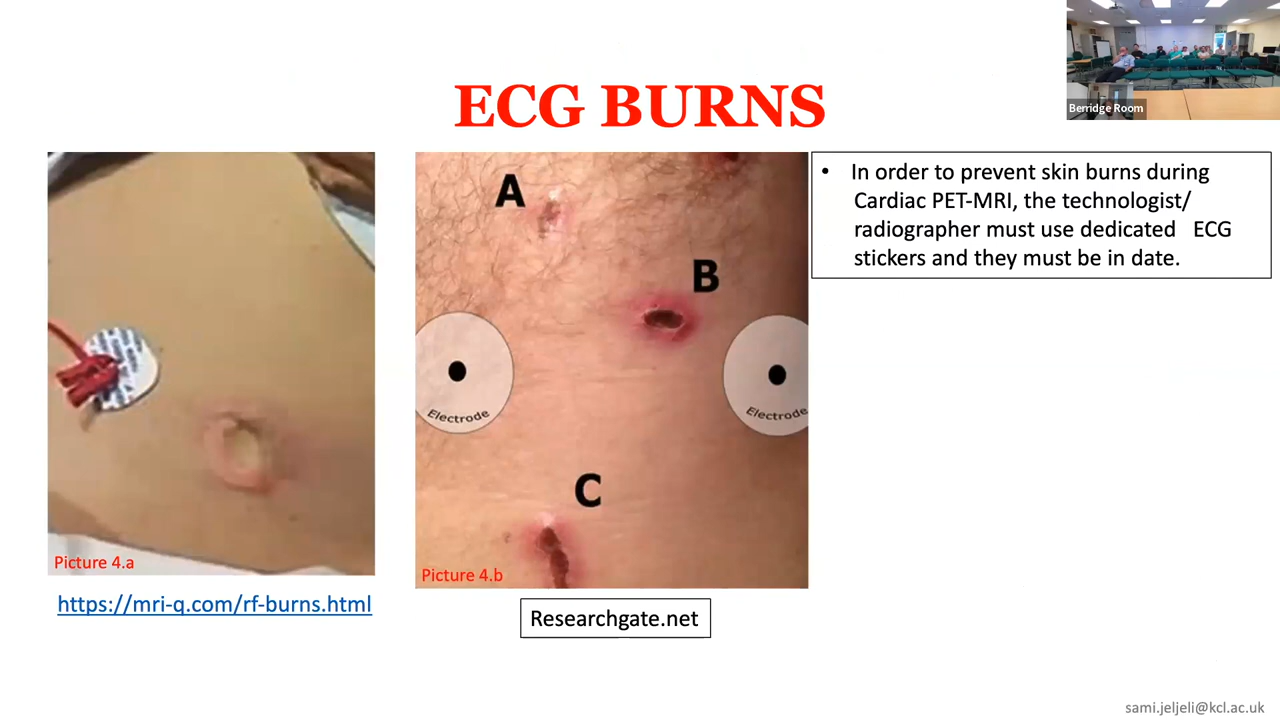 Berridge Room
ECG BURNS
A
B
Electrode
Electrode
C
Picture 4.a
Picture 4.b
https://mri-q.com/rf-burns.html
Researchgate.net
• In order to prevent skin burns during
Cardiac PET-MRI, the technologist/
radiographer must use dedicated ECG
stickers and they must be in date.
sami.jeljeli@kcl.ac.uk